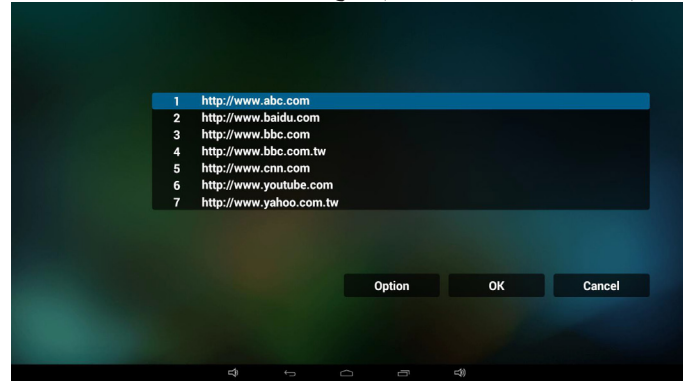 1 http://www.abc.com
2 http://www.baidu.com
3 http://www.bbc.com
4 http://www.bbc.com.tw
5 http://www.cnn.com
6 http://www.youtube.com
7 http://www.yahoo.com.tw
Option OK Cancel